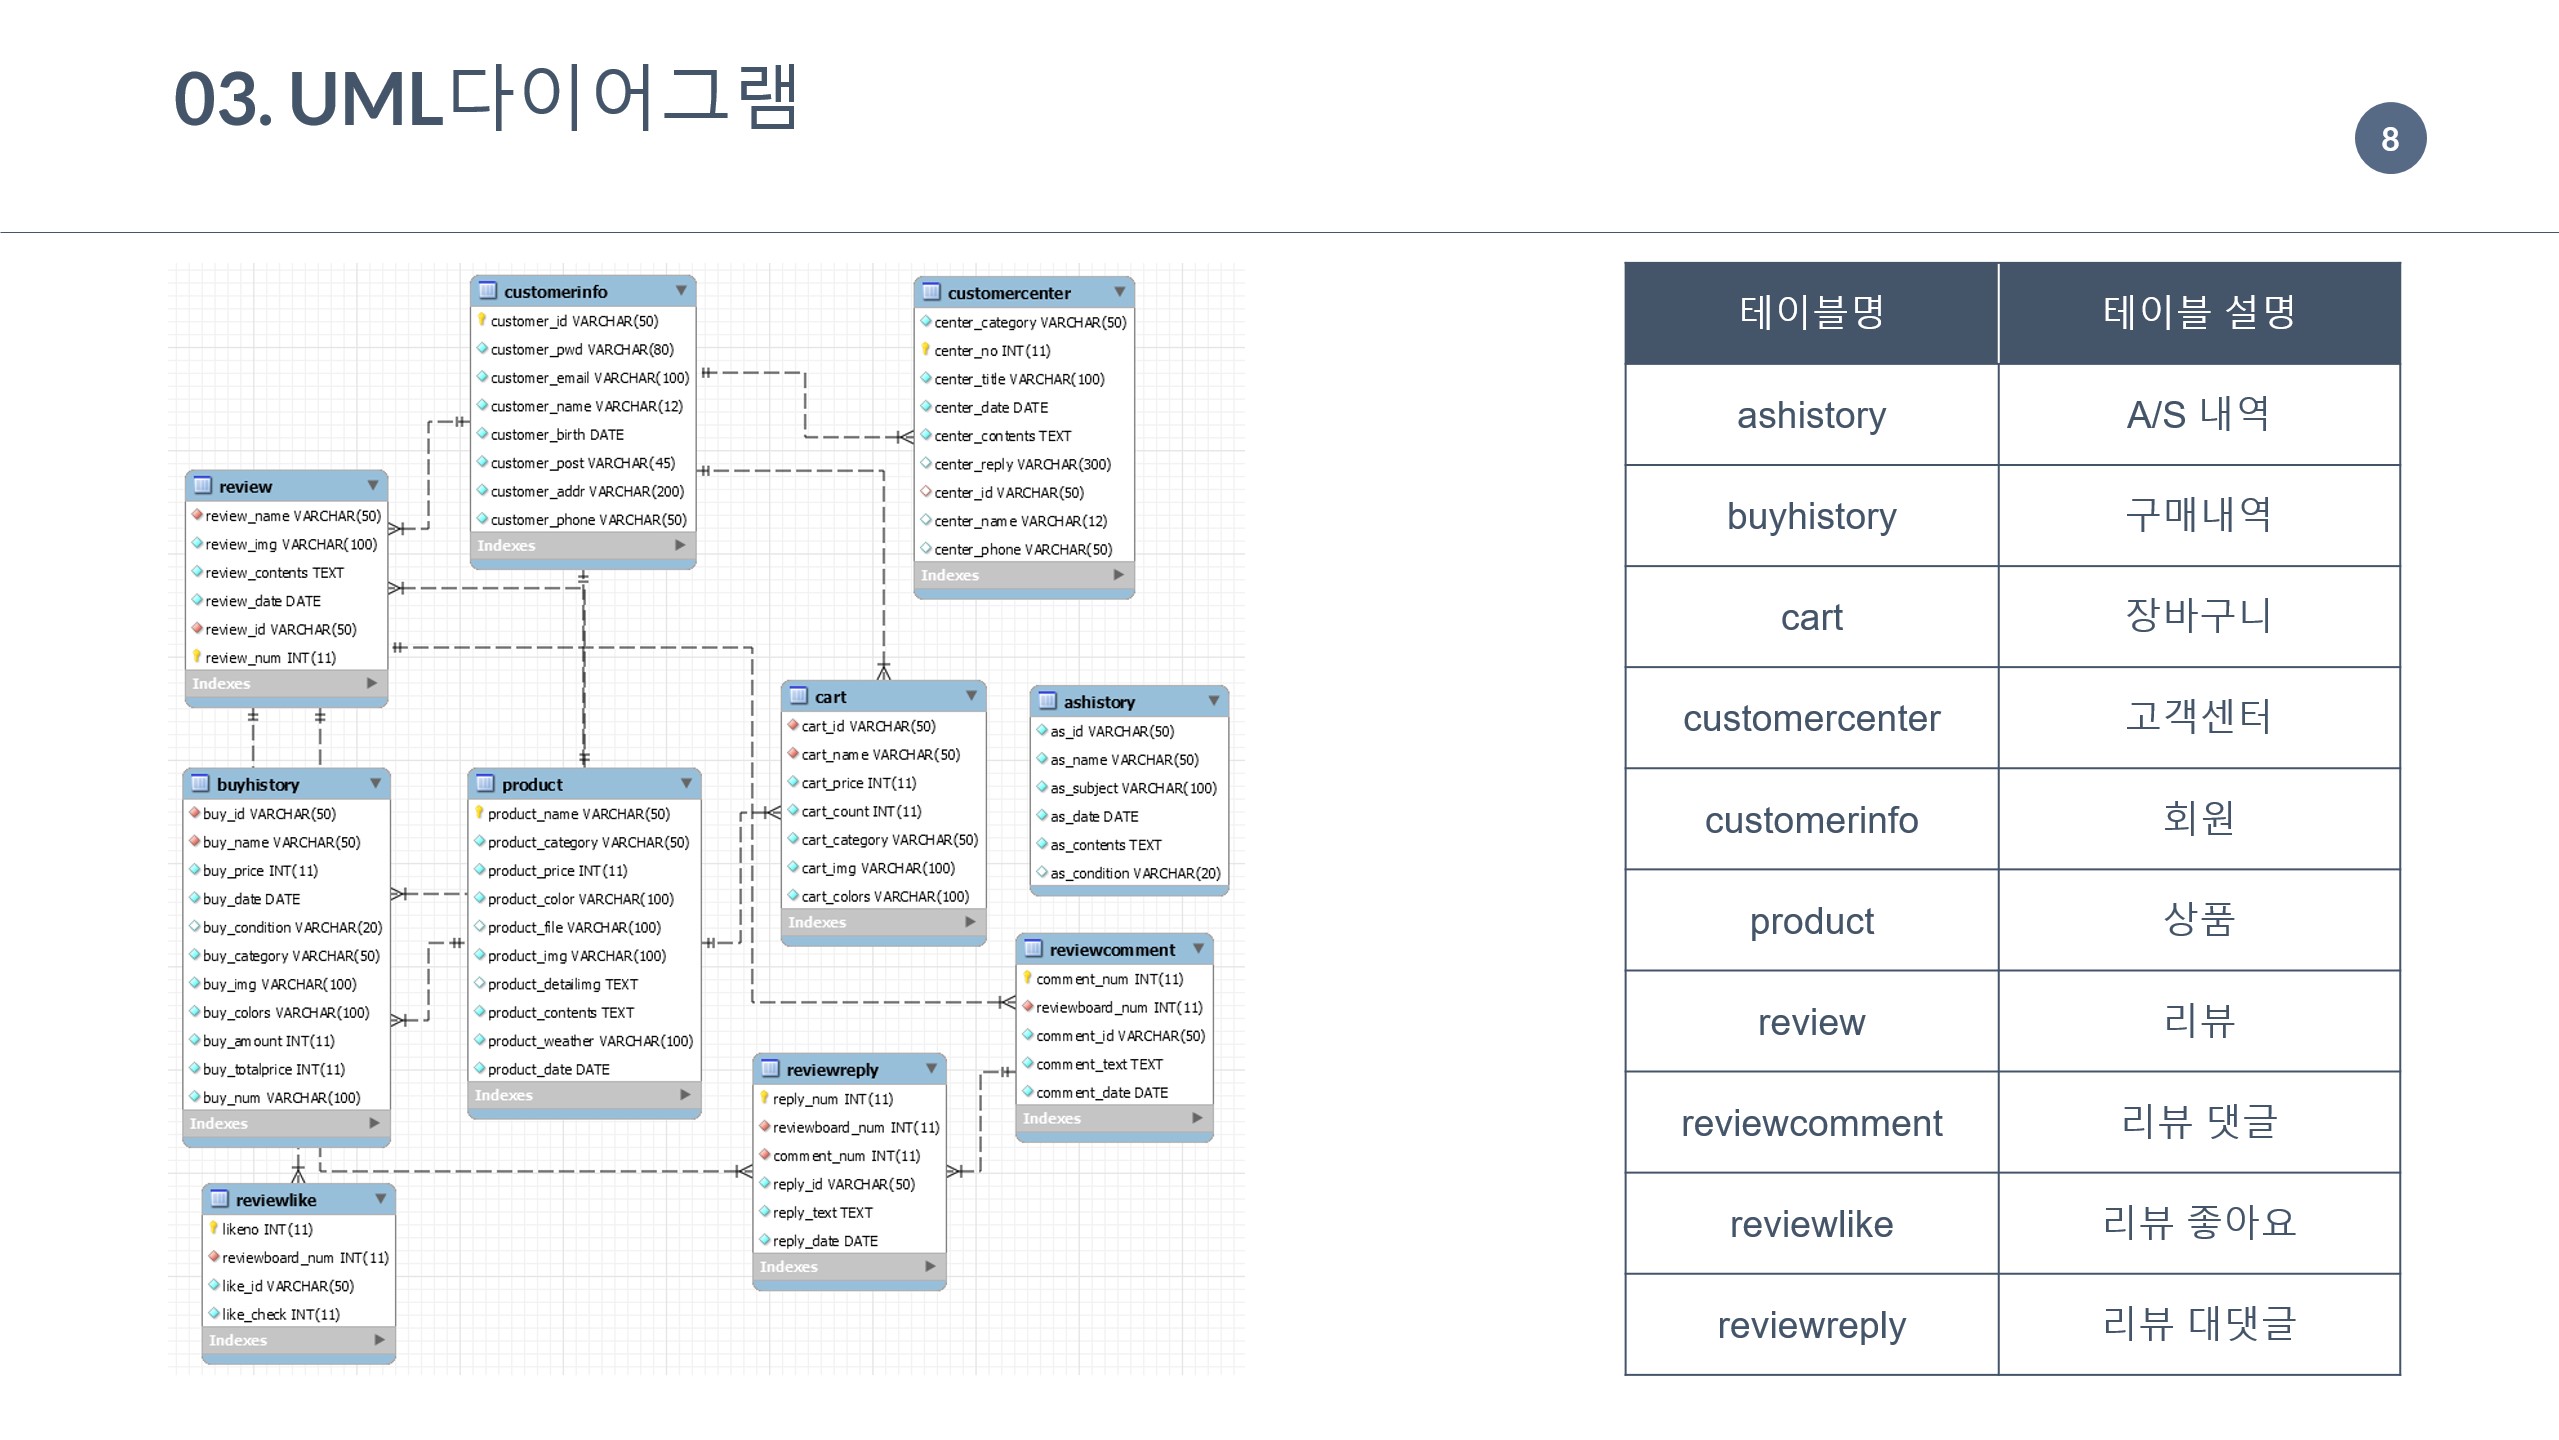 03. UML다이어그램
8
customerinfo
customer_id VARCHAR(50)
customer_pwd VARCHAR(80)
customer_email VARCHAR(100)
customer_name VARCHAR(12)
customer_birth DATE
customer_post VARCHAR(45)
customer_addr VARCHAR(200)
customer_phone VARCHAR(50)
Indexes
customercenter
center_category VARCHAR(50)
center_no INT(11)
center_title VARCHAR(100)
center_date DATE
center_contents TEXT
center_reply VARCHAR(300)
center_id VARCHAR(50)
center_name VARCHAR(12)
center_phone VARCHAR(50)
Indexes
review
review_name VARCHAR(50)
review_img VARCHAR(100)
review_contents TEXT
review_date DATE
review_id VARCHAR(50)
review_num INT(11)
Indexes
cart
cart_id VARCHAR(50)
cart_name VARCHAR(50)
cart_price INT(11)
cart_count INT(11)
cart_category VARCHAR(50)
cart_img VARCHAR(100)
cart_colors VARCHAR(100)
Indexes
ashistory
as_id VARCHAR(50)
as_name VARCHAR(50)
as_subject VARCHAR(100)
as_date DATE
as_contents TEXT
as_condition VARCHAR(20)
buyhistory
buy_id VARCHAR(50)
buy_name VARCHAR(50)
buy_price INT(11)
buy_date DATE
buy_condition VARCHAR(20)
buy_category VARCHAR(50)
buy_img VARCHAR(100)
buy_colors VARCHAR(100)
buy_amount INT(11)
buy_totalprice INT(11)
buy_num VARCHAR(100)
Indexes
product
product_name VARCHAR(50)
product_category VARCHAR(50)
product_price INT(11)
product_color VARCHAR(100)
product_file VARCHAR(100)
product_img VARCHAR(100)
product_detailimg TEXT
product_contents TEXT
product_weather VARCHAR(100)
product_date DATE
Indexes
reviewcomment
comment_num INT(11)
reviewboard_num INT(11)
comment_id VARCHAR(50)
comment_text TEXT
comment_date DATE
Indexes
reviewreply
reply_num INT(11)
reviewboard_num INT(11)
comment_num INT(11)
reply_id VARCHAR(50)
reply_text TEXT
reply_date DATE
Indexes
reviewlike
likeno INT(11)
reviewboard_num INT(11)
like_id VARCHAR(50)
like_check INT(11)
Indexes
테이블명 테이블 설명
ashistory A/S 내역
buyhistory 구매내역
cart 장바구니
customercenter 고객센터
customerinfo 회원
product 상품
review 리뷰
reviewcomment 리뷰 댓글
reviewlike 리뷰 좋아요
reviewreply 리뷰 대댓글